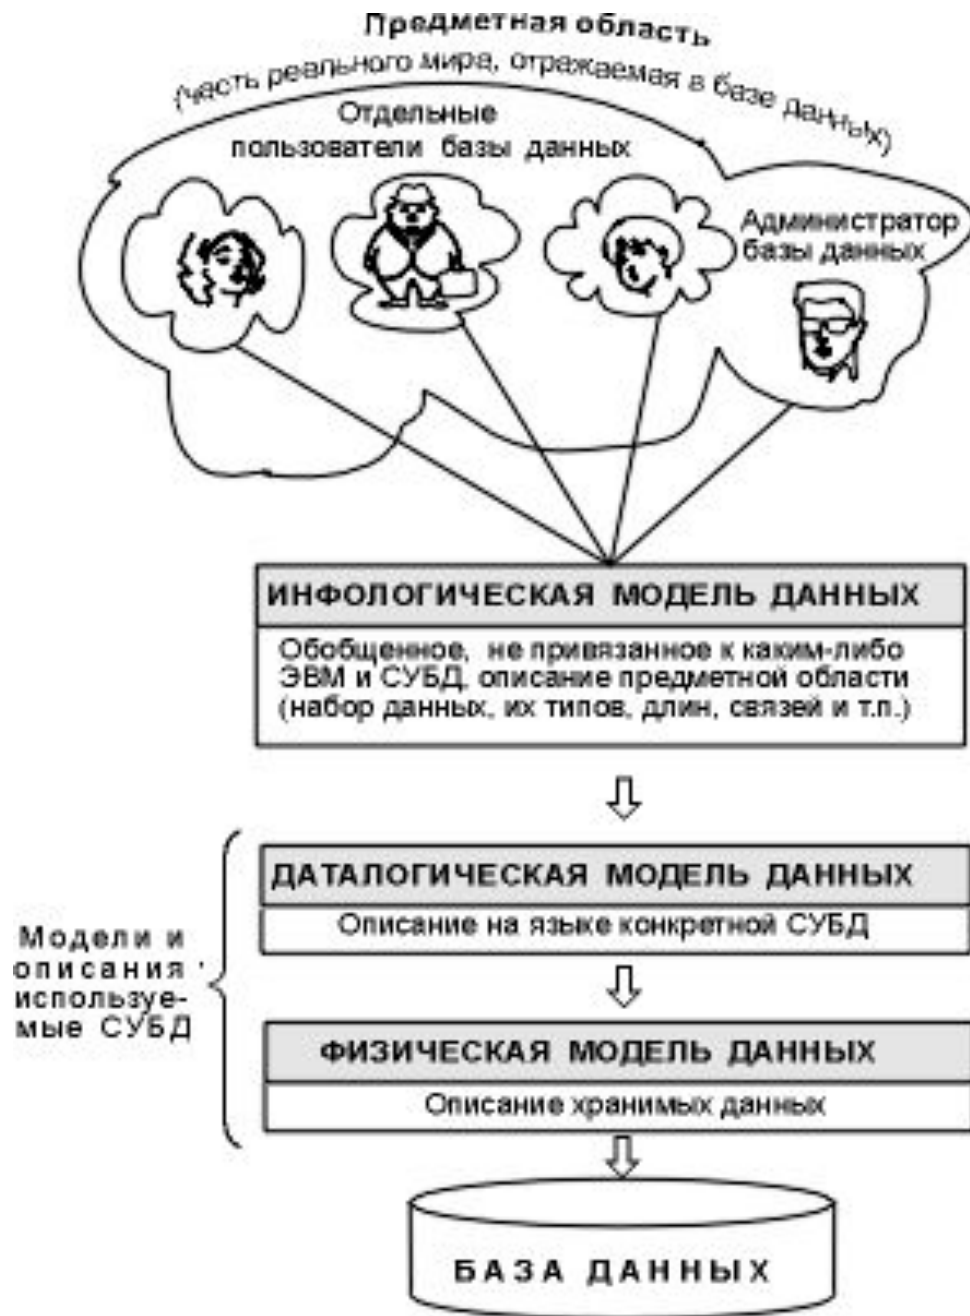 Предметная область
(часть реального мира, отражаемая в базе данных)
Отдельные
пользователи базы данных
Администратор
базы данных
ИНФОЛОГИЧЕСКАЯ МОДЕЛЬ ДАННЫХ
Обобщенное, не привязанное к каким-либо
ЭВМ и СУБД, описание предметной области
(набор данных, их типов, длин, связей и т.п.)
ДАТАЛОГИЧЕСКАЯ МОДЕЛЬ ДАННЫХ
Описание на языке конкретной СУБД
Модели и
описания,
используе-
мые СУБД
ФИЗИЧЕСКАЯ МОДЕЛЬ ДАННЫХ
Описание хранимых данных
БАЗА ДАННЫХ